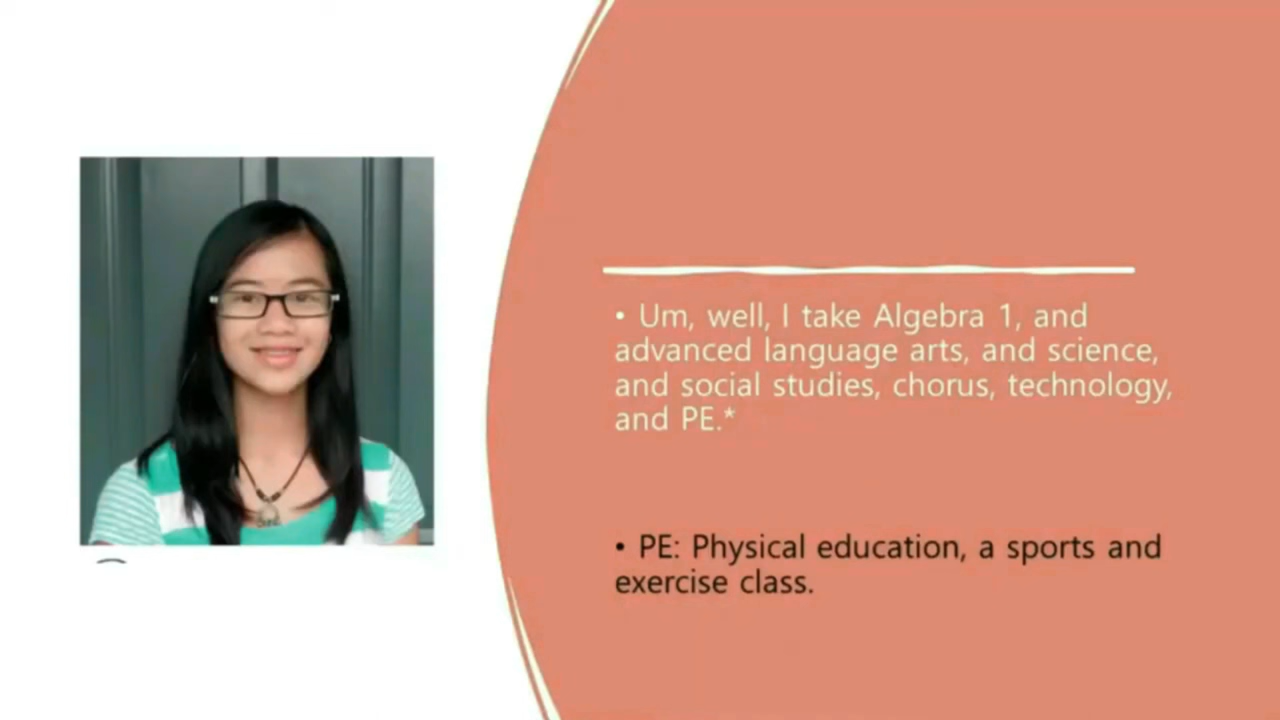 • Um, well, I take Algebra 1, and
advanced language arts, and science,
and social studies, chorus, technology,
and PE.*
• PE: Physical education, a sports and
exercise class.